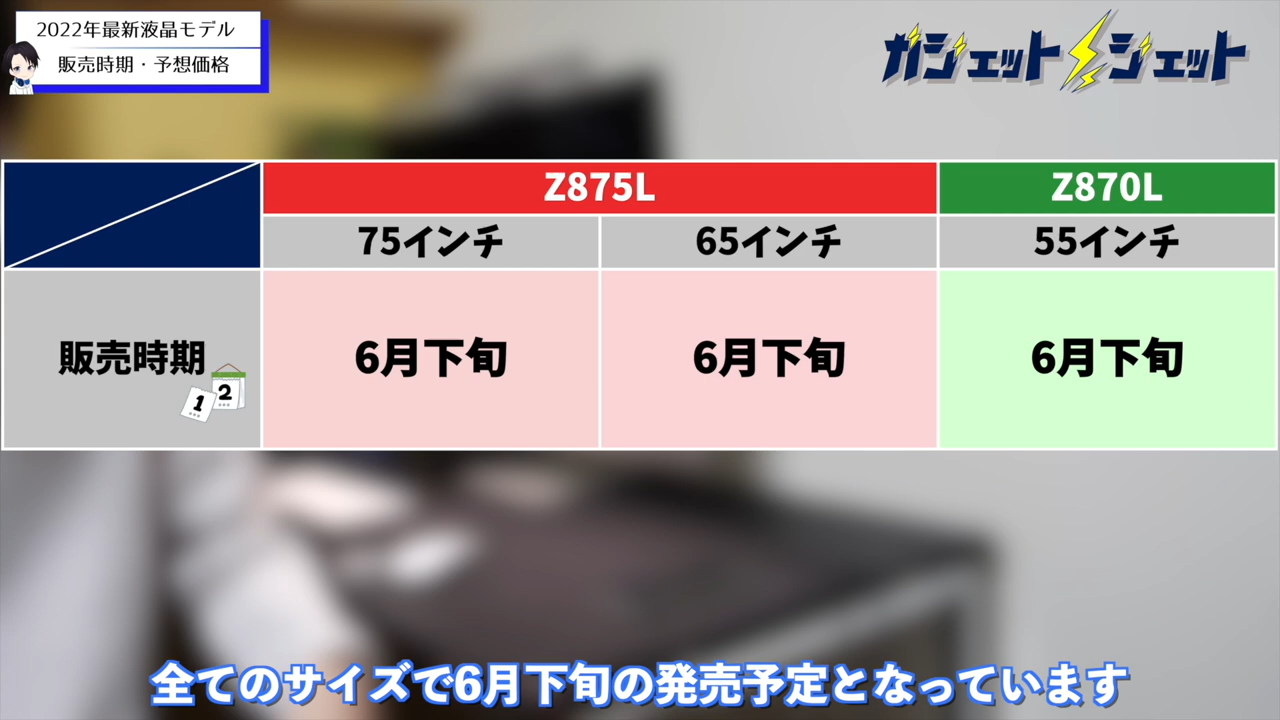 2022年最新液晶モデル
販売時期・予想価格
ガジェットジェット
Z875L
Z870L
75インチ
65インチ
55インチ
販売時期
1
2
6月下旬
6月下旬
6月下旬
全てのサイズで6月下旬の発売予定となっています